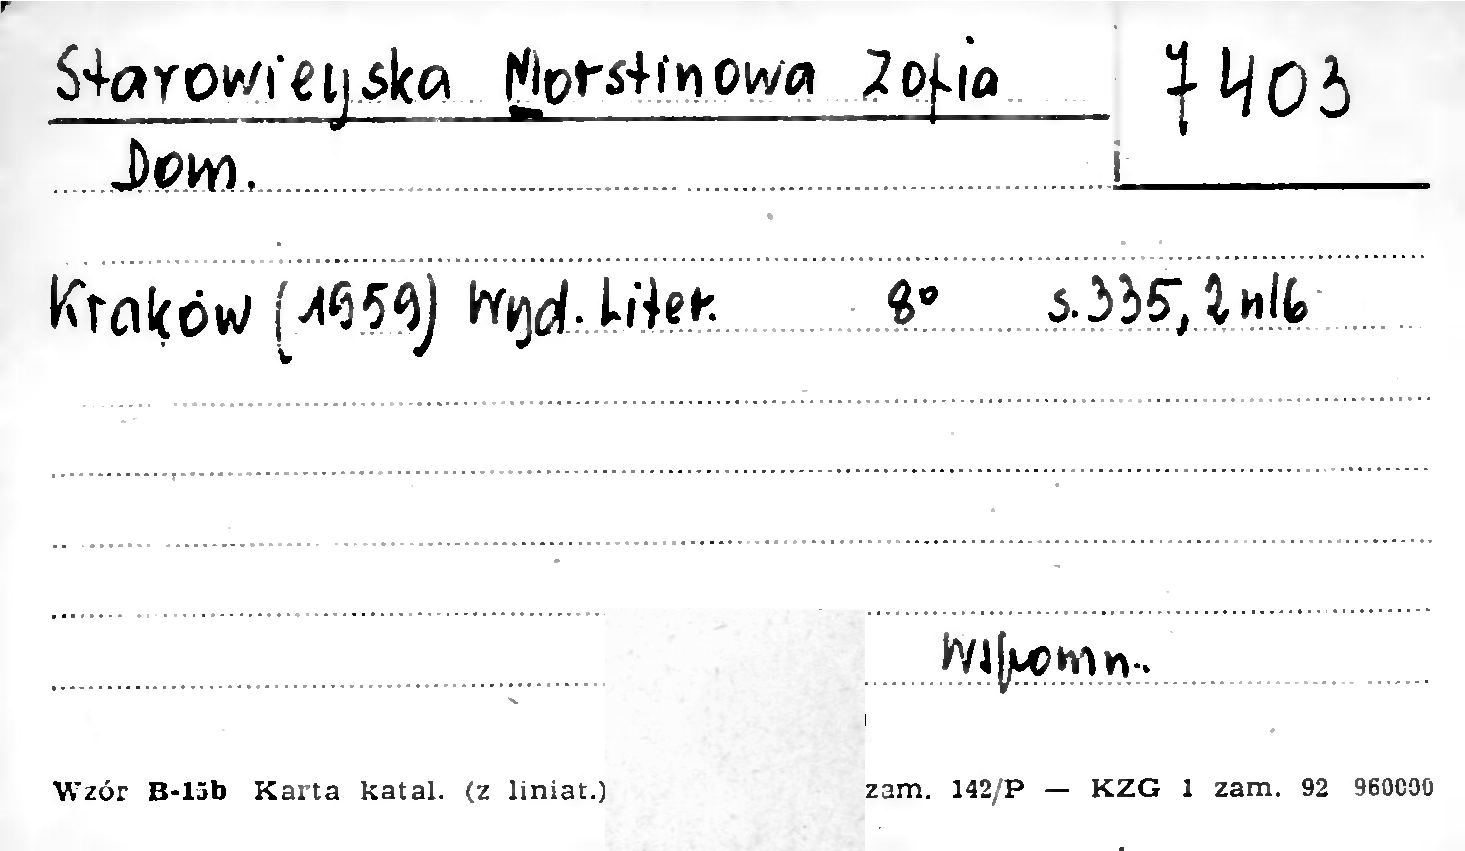 Starowieyska Morstinowa Zofia 7403
Dom.
Kraków (1959) Wyd. Liter. 8º s. 335, 2 nlb
Wspomn.
Wzór B-15b Karta katal. (z liniat.) zam. 142/P — KZG 1 zam. 92 960000